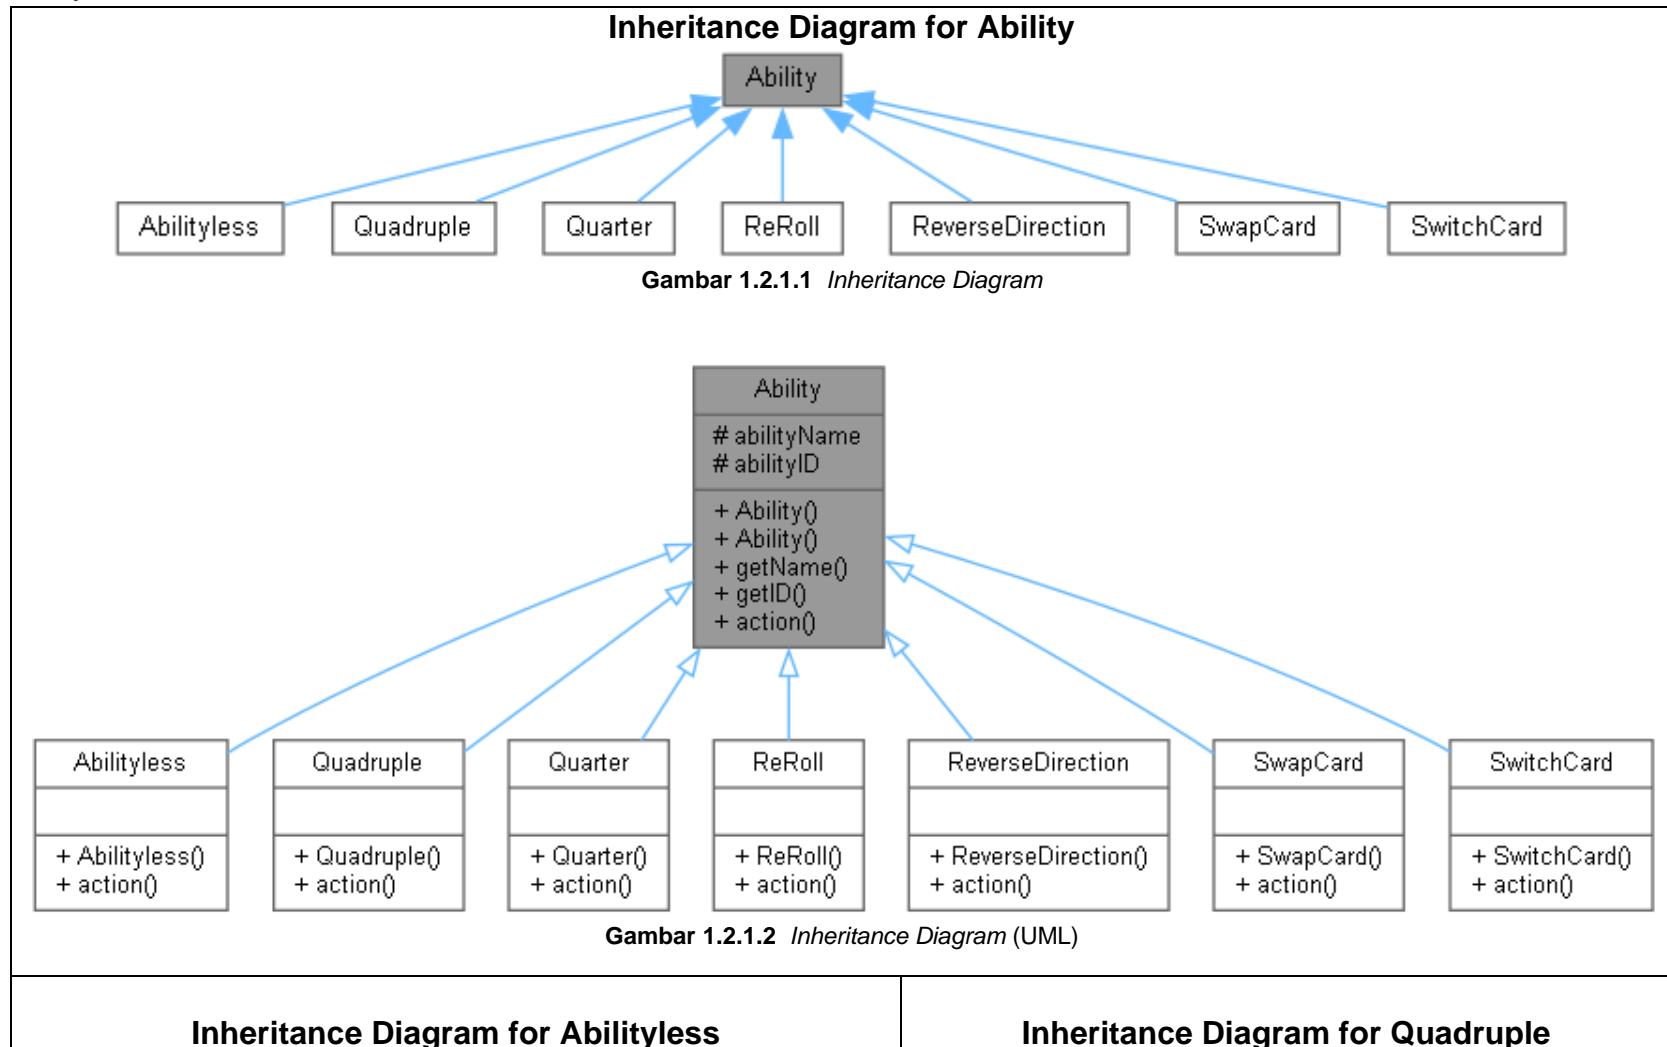 Inheritance Diagram for Ability
Ability
Abilityless Quadruple Quarter ReRoll ReverseDirection SwapCard SwitchCard
Gambar 1.2.1.1 Inheritance Diagram
Ability
# abilityName
# abilityID
+ Ability()
+ Ability()
+ getName()
+ getID()
+ action()
Abilityless
+ Abilityless()
+ action()
Quadruple
+ Quadruple()
+ action()
Quarter
+ Quarter()
+ action()
ReRoll
+ ReRoll()
+ action()
ReverseDirection
+ ReverseDirection()
+ action()
SwapCard
+ SwapCard()
+ action()
SwitchCard
+ SwitchCard()
+ action()
Gambar 1.2.1.2 Inheritance Diagram (UML)
Inheritance Diagram for Abilityless
Inheritance Diagram for Quadruple